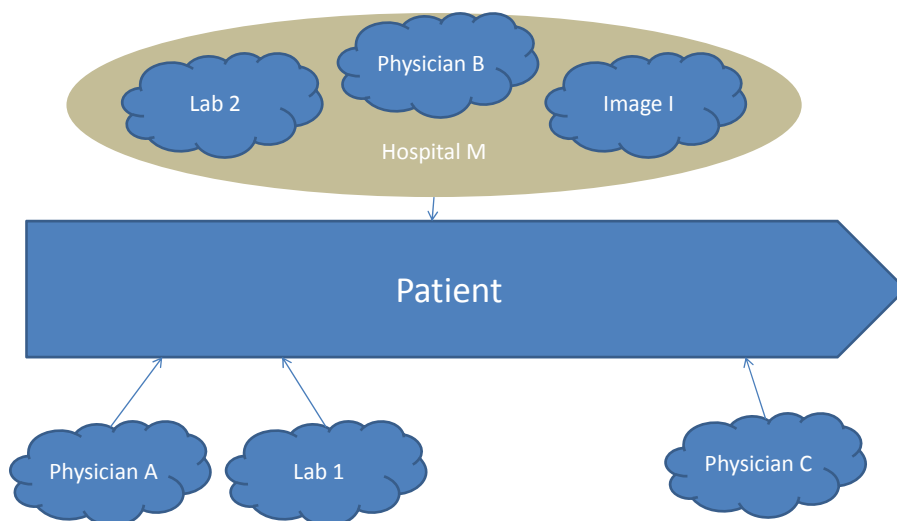 Physician B
Lab 2
Image I
Hospital M
Patient
Physician A
Lab 1
Physician C